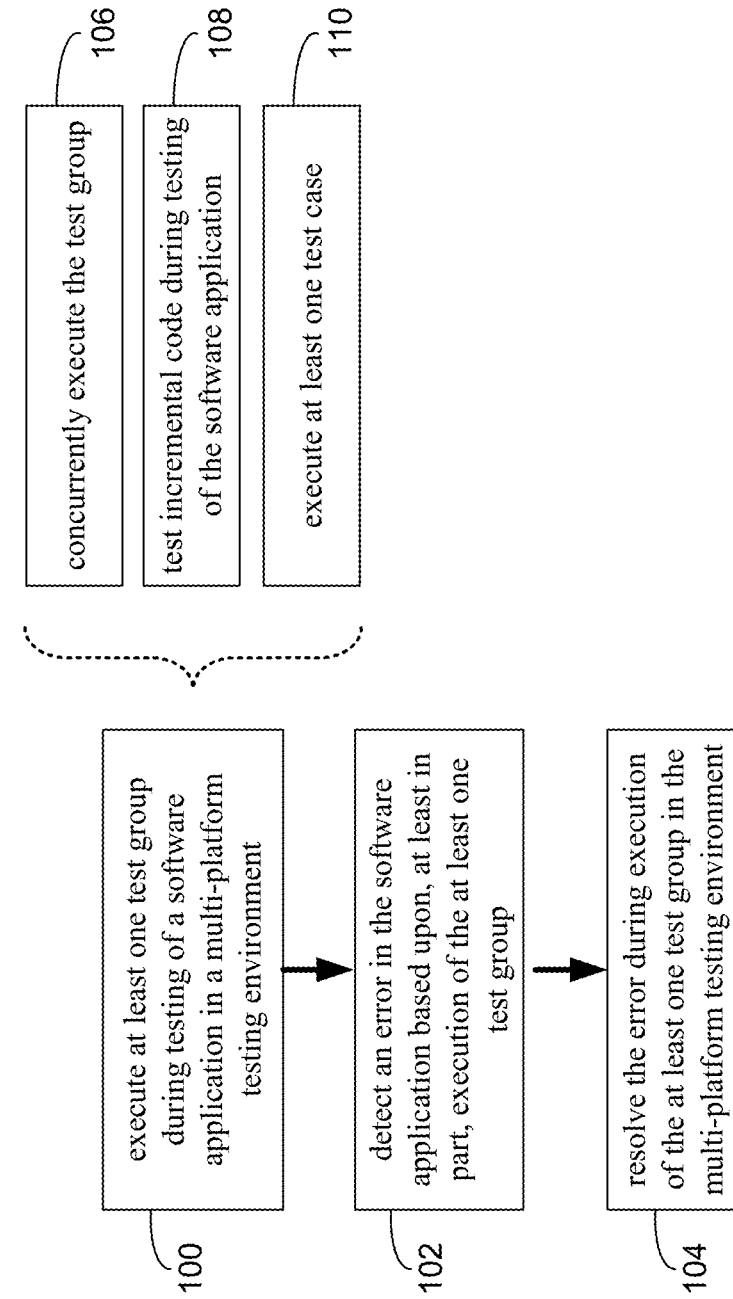 100
execute at least one test group
during testing of a software
application in a multi-platform
testing environment
102
detect an error in the software
application based upon, at least in
part, execution of the at least one
test group
104
resolve the error during execution
of the at least one test group in the
multi-platform testing environment
concurrently execute the test group
106
test incremental code during testing
of the software application
108
execute at least one test case
110